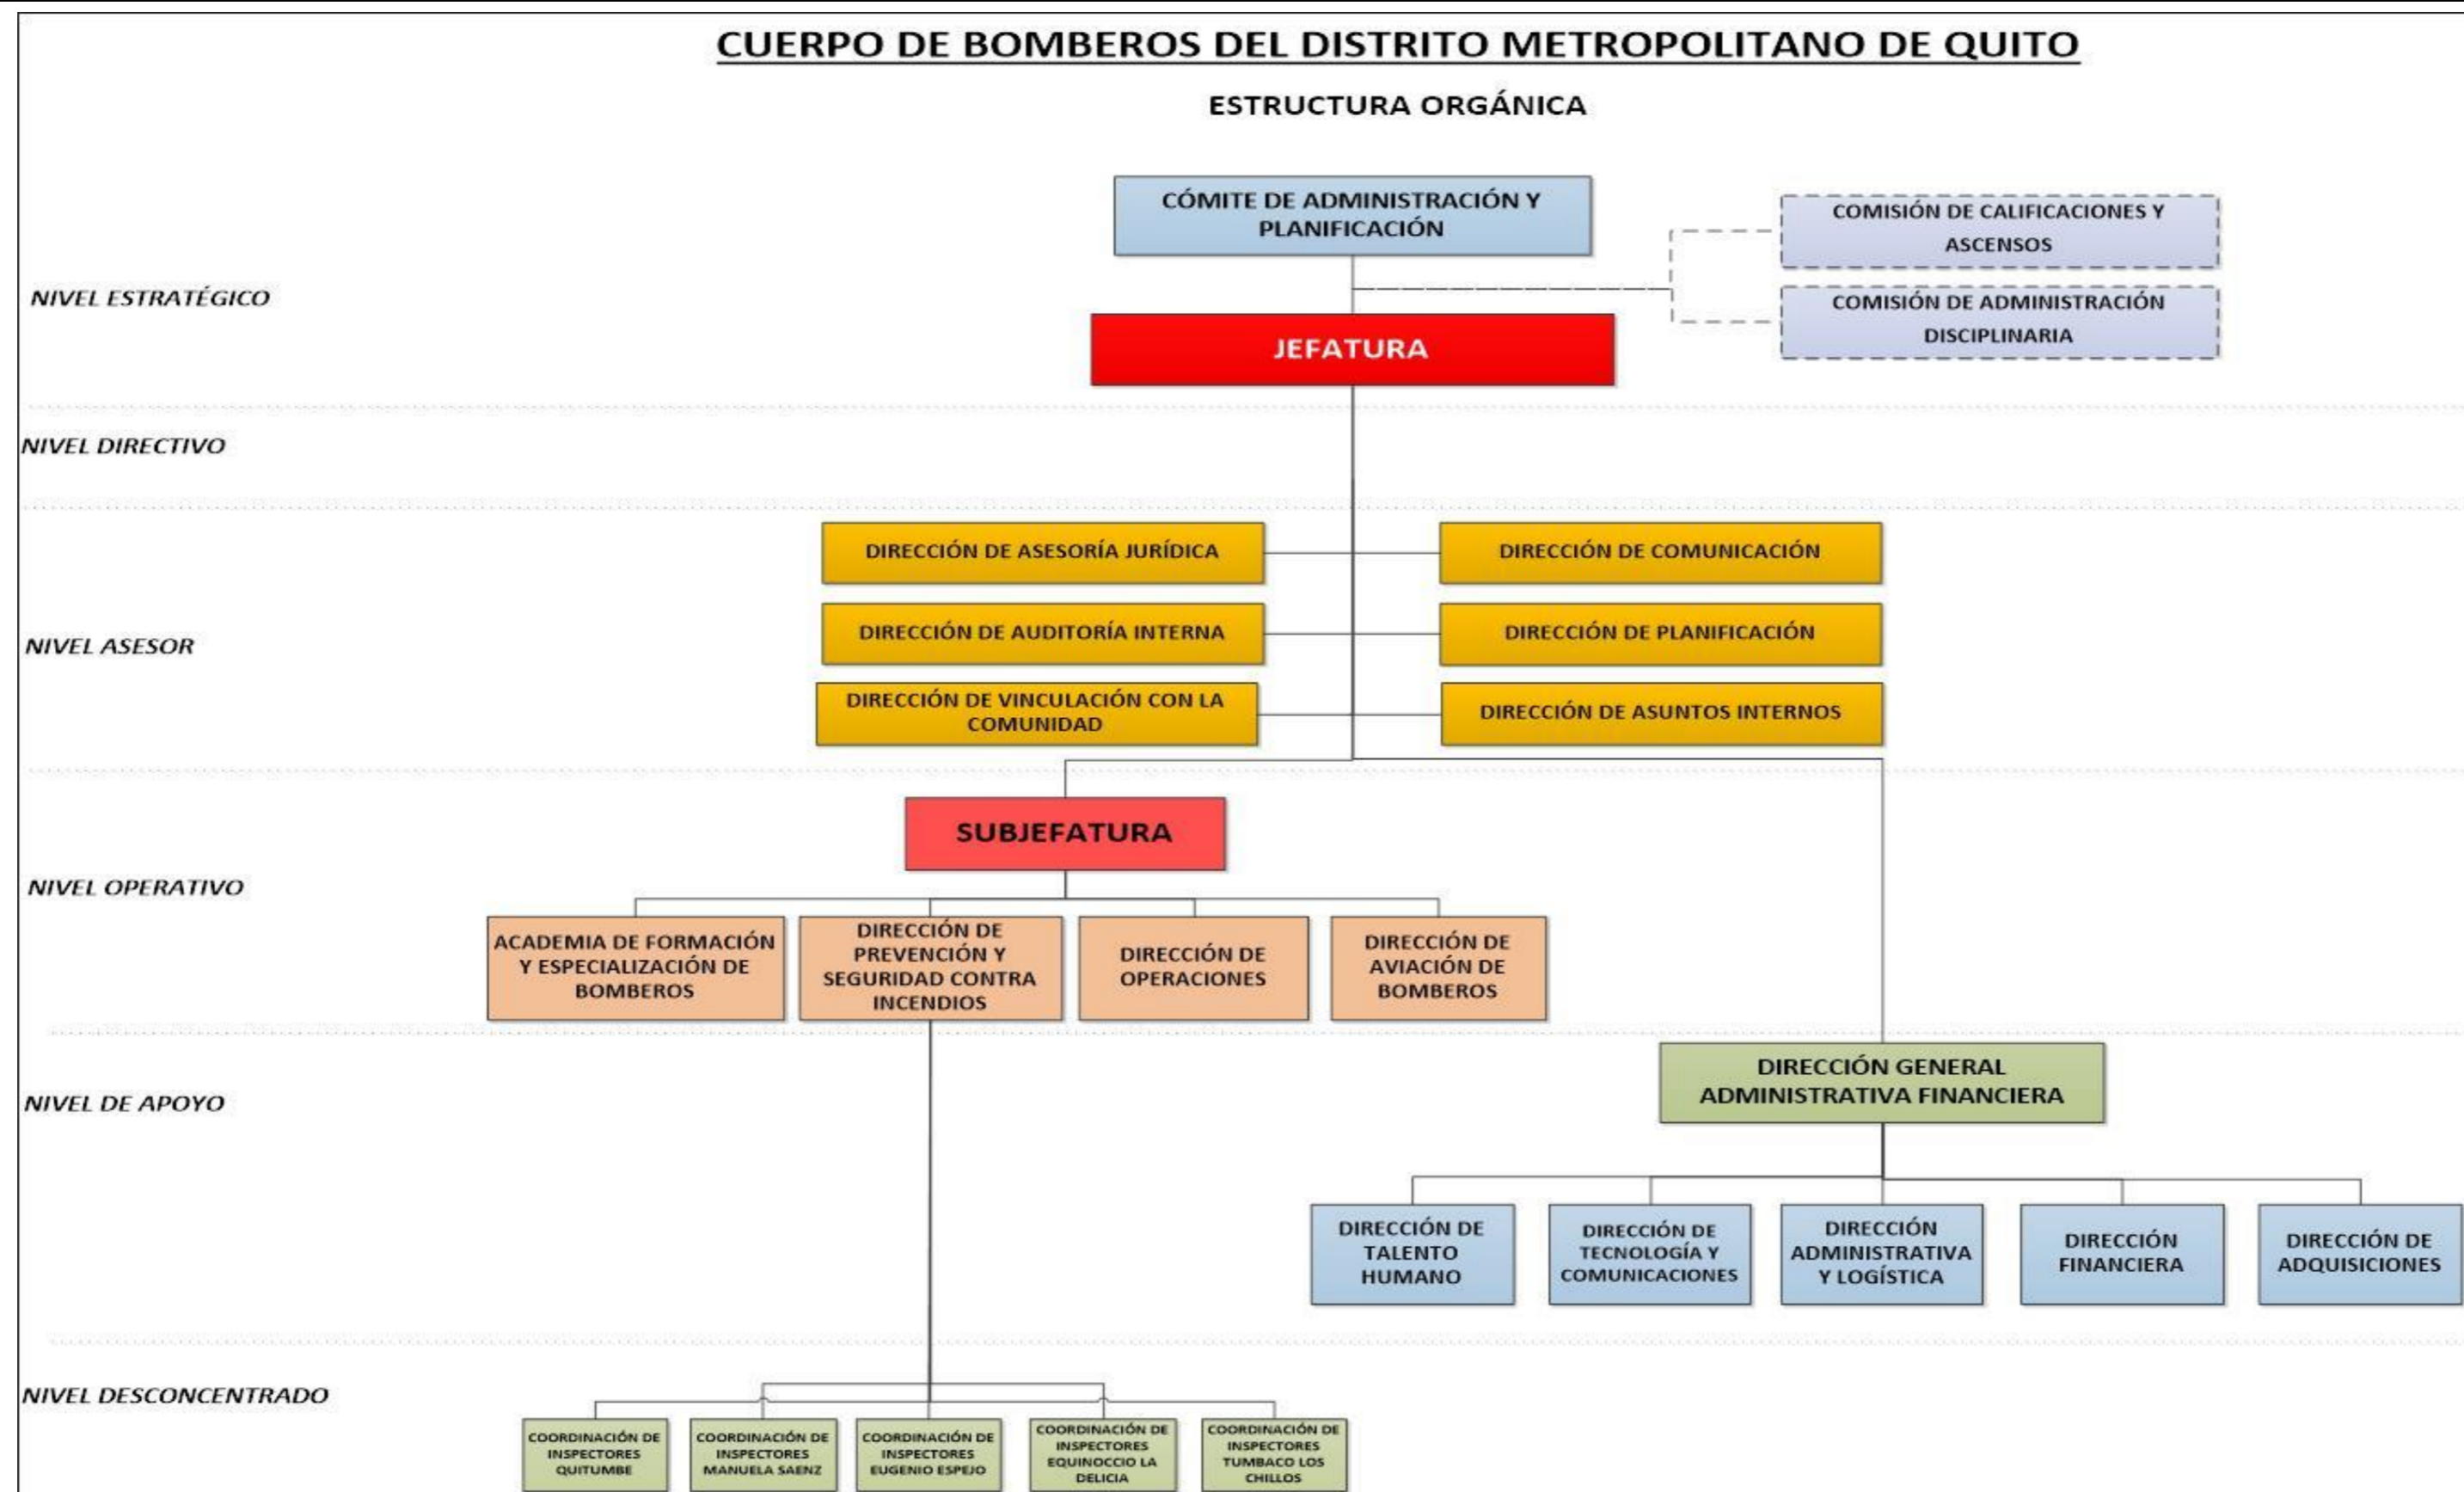 CUERPO DE BOMBEROS DEL DISTRITO METROPOLITANO DE QUITO
ESTRUCTURA ORGÁNICA
CÓMITE DE ADMINISTRACIÓN Y
PLANIFICACIÓN
COMISIÓN DE CALIFICACIONES Y
ASCENSOS
NIVEL ESTRATÉGICO
COMISIÓN DE ADMINISTRACIÓN
DISCIPLINARIA
JEFATURA
NIVEL DIRECTIVO
DIRECCIÓN DE ASESORÍA JURÍDICA
DIRECCIÓN DE COMUNICACIÓN
DIRECCIÓN DE AUDITORÍA INTERNA
DIRECCIÓN DE PLANIFICACIÓN
NIVEL ASESOR
DIRECCIÓN DE VINCULACIÓN CON LA
COMUNIDAD
DIRECCIÓN DE ASUNTOS INTERNOS
SUBJEFATURA
NIVEL OPERATIVO
ACADEMIA DE FORMACIÓN
Y ESPECIALIZACIÓN DE
BOMBEROS
DIRECCIÓN DE
PREVENCIÓN Y
SEGURIDAD CONTRA
INCENDIOS
DIRECCIÓN DE
OPERACIONES
DIRECCIÓN DE
AVIACIÓN DE
BOMBEROS
DIRECCIÓN GENERAL
ADMINISTRATIVA FINANCIERA
NIVEL DE APOYO
DIRECCIÓN DE
TALENTO
HUMANO
DIRECCIÓN DE
TECNOLOGÍA Y
COMUNICACIONES
DIRECCIÓN
ADMINISTRATIVA
Y LOGÍSTICA
DIRECCIÓN
FINANCIERA
DIRECCIÓN DE
ADQUISICIONES
NIVEL DESCONCENTRADO
COORDINACIÓN DE
INSPECTORES
QUITUMBE
COORDINACIÓN DE
INSPECTORES
MANUELA SAENZ
COORDINACIÓN DE
INSPECTORES
EUGENIO ESPEJO
COORDINACIÓN DE
INSPECTORES
EQUINOCCIO LA
DELICIA
COORDINACIÓN DE
INSPECTORES
TUMBACO LOS
CHILLOS